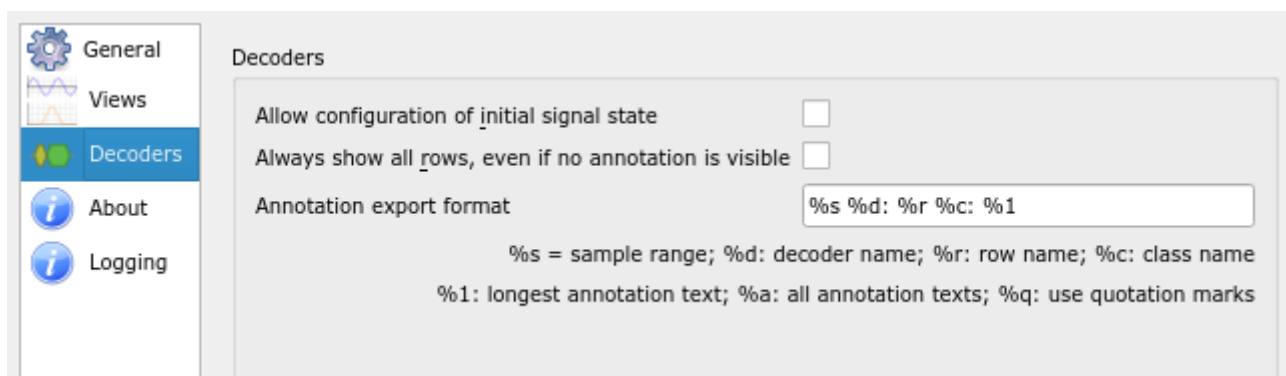 General
Views
Decoders
About
Logging
Decoders
Allow configuration of initial signal state
Always show all rows, even if no annotation is visible
Annotation export format %s %d: %r %c: %1
%s = sample range; %d: decoder name; %r: row name; %c: class name
%1: longest annotation text; %a: all annotation texts; %q: use quotation marks